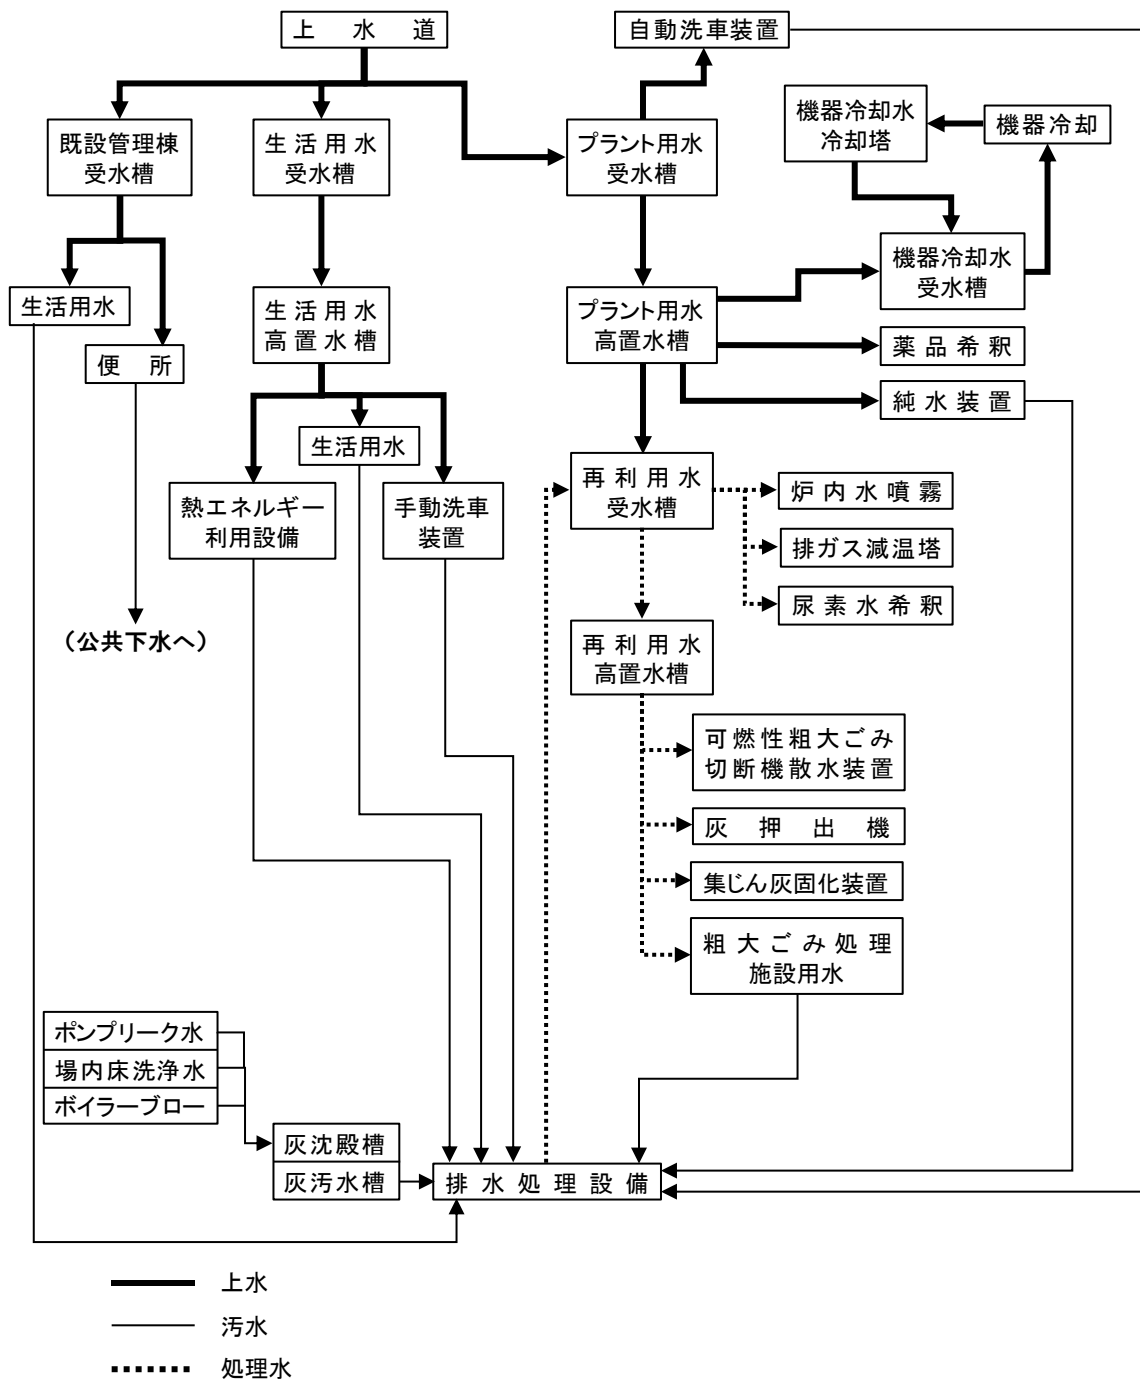 上水道
自動洗車装置
既設管理棟
受水槽
生活用水
受水槽
プラント用水
受水槽
機器冷却水
冷却塔
機器冷却
機器冷却水
受水槽
生活用水
便所
生活用水
高置水槽
プラント用水
高置水槽
薬品希釈
純水装置
生活用水
熱エネルギー
利用設備
手動洗車
装置
再利用水
受水槽
炉内水噴霧
排ガス減温塔
尿素水希釈
（公共下水へ）
再利用水
高置水槽
可燃性粗大ごみ
切断機散水装置
灰押出機
集じん灰固化装置
粗大ごみ処理
施設用水
ポンプリーク水
場内床洗浄水
ボイラーブロー
灰沈殿槽
灰汚水槽
排水処理設備
上水
汚水
処理水